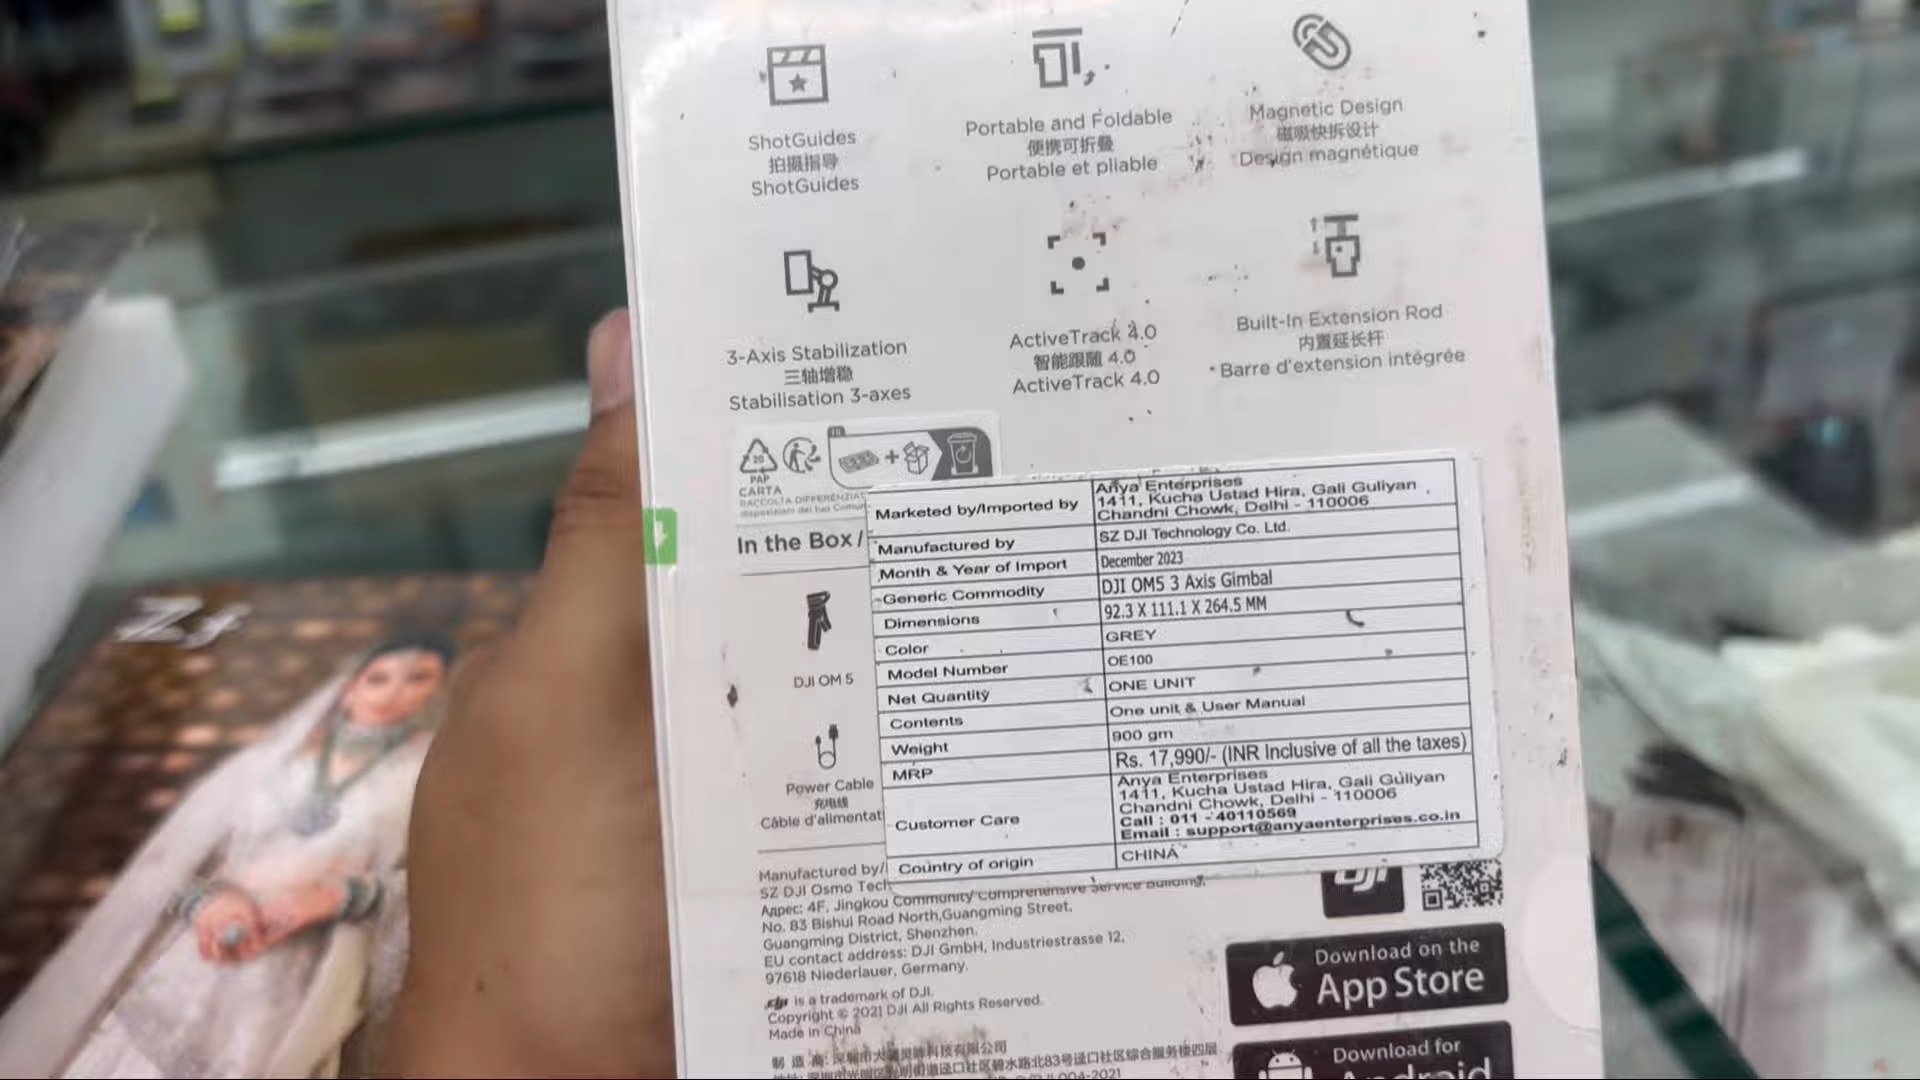 ShotGuides
拍摄指导
ShotGuides
Portable and Foldable
便携可折叠
Portable et pliable
Magnetic Design
磁吸快拆设计
Design magnétique
3-Axis Stabilization
三轴增稳
Stabilisation 3-axes
ActiveTrack 4.0
智能跟随 4.0
ActiveTrack 4.0
Built-In Extension Rod
内置延长杆
Barre d'extension intégrée
20
PAP
CARTA
FR
RACCOLTA DIFFERENZIAT
In the Box /
DJI OM 5
Power Cable
充电线
Câble d'alimentat
Marketed by/Imported by
Anya Enterprises
1411, Kucha Ustad Hira, Gali Guliyan
Chandni Chowk, Delhi - 110006
Manufactured by
SZ DJI Technology Co. Ltd.
Month & Year of Import
December 2023
Generic Commodity
DJI OM5 3 Axis Gimbal
Dimensions
92.3 X 111.1 X 264.5 MM
Color
GREY
Model Number
OE100
Net Quantity
ONE UNIT
Contents
One unit & User Manual
Weight
900 gm
MRP
Rs. 17,990/- (INR Inclusive of all the taxes)
Customer Care
Anya Enterprises
1411, Kucha Ustad Hira, Gali Guliyan
Chandni Chowk, Delhi - 110006
Call : 011 - 40110569
Email : support@anyaenterprises.co.in
Country of origin
CHINA
Manufactured by/
SZ DJI Osmo Tech
Адрес: 4F, Jingkou Community Comprehensive Service Building,
No. 83 Bishui Road North, Guangming Street,
Guangming District, Shenzhen.
EU contact address: DJI GmbH, Industriestrasse 12,
97618 Niederlauer, Germany.
dji is a trademark of DJI.
Copyright © 2021 DJI All Rights Reserved.
Made in China
dji
Download on the
App Store
Download for
Android